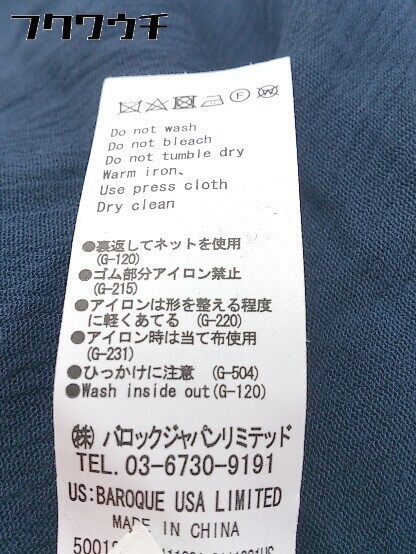 フクワウチ
Do not wash
Do not bleach
Do not tumble dry
Warm iron、
Use press cloth
Dry clean
●裏返してネットを使用
(G-120)
●ゴム部分アイロン禁止
(G-215)
●アイロンは形を整える程度
に軽くあてる (G-220)
●アイロン時は当て布使用
(G-231)
●ひっかけに注意 (G-504)
●Wash inside out(G-120)
㈱バロックジャパンリミテッド
TEL. 03-6730-9191
US: BAROQUE USA LIMITED
MADE IN CHINA